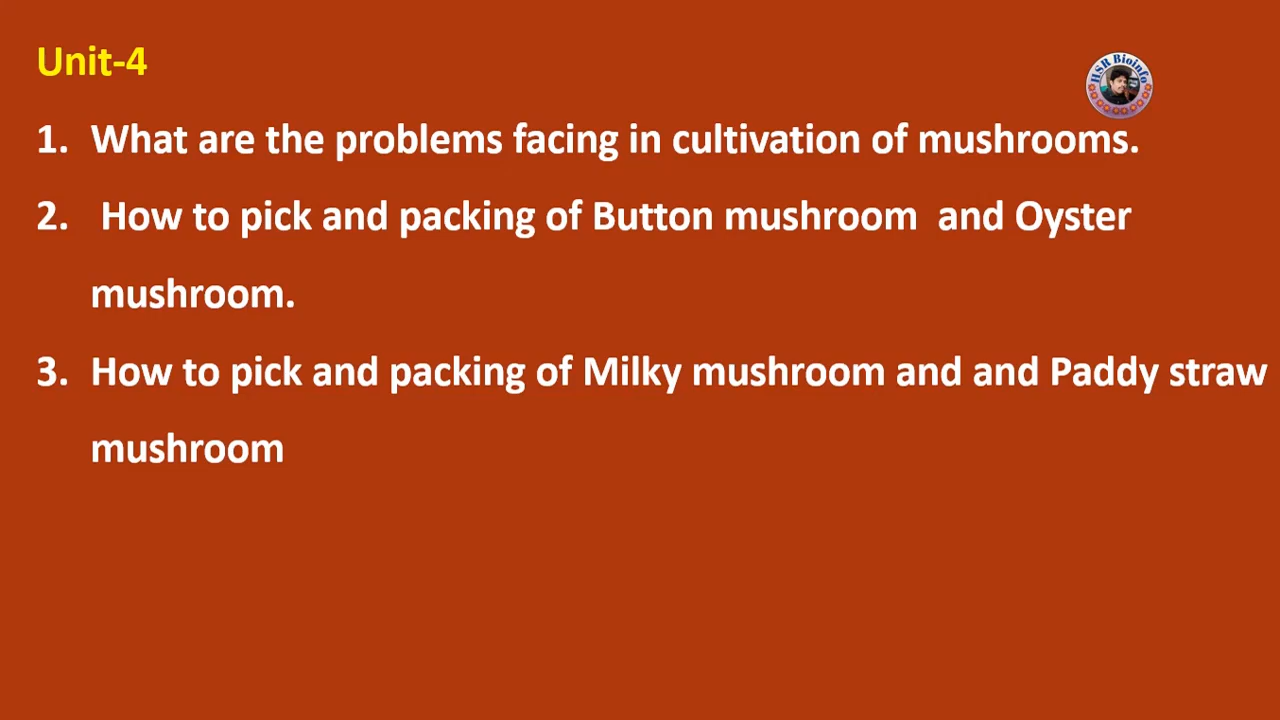 Unit-4
HSR Bioinfo
1. What are the problems facing in cultivation of mushrooms.
2. How to pick and packing of Button mushroom and Oyster
mushroom.
3. How to pick and packing of Milky mushroom and and Paddy straw
mushroom